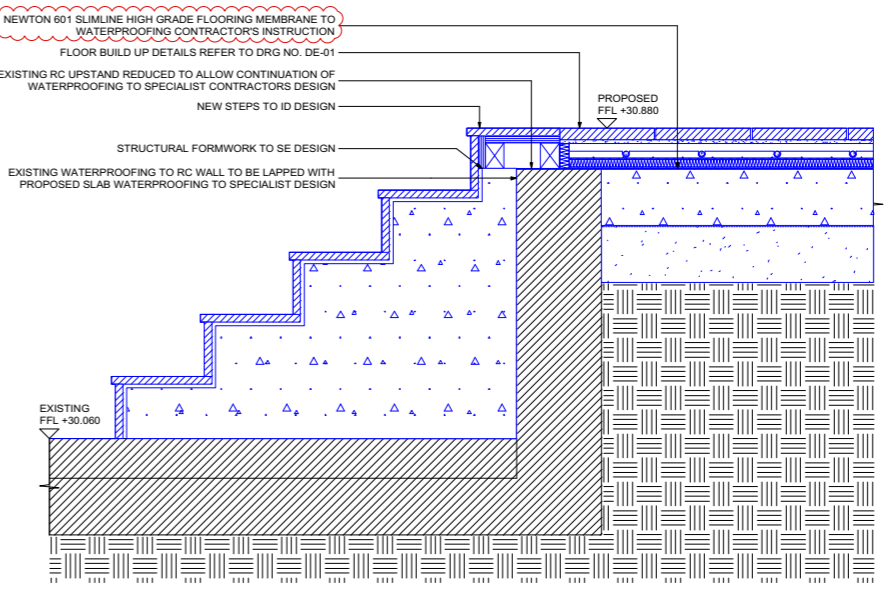 NEWTON 601 SLIMLINE HIGH GRADE FLOORING MEMBRANE TO
WATERPROOFING CONTRACTOR'S INSTRUCTION
FLOOR BUILD UP DETAILS REFER TO DRG NO. DE-01
EXISTING RC UPSTAND REDUCED TO ALLOW CONTINUATION OF
WATERPROOFING TO SPECIALIST CONTRACTORS DESIGN
NEW STEPS TO ID DESIGN
STRUCTURAL FORMWORK TO SE DESIGN
EXISTING WATERPROOFING TO RC WALL TO BE LAPPED WITH
PROPOSED SLAB WATERPROOFING TO SPECIALIST DESIGN
PROPOSED
FFL +30.880
EXISTING
FFL +30.060